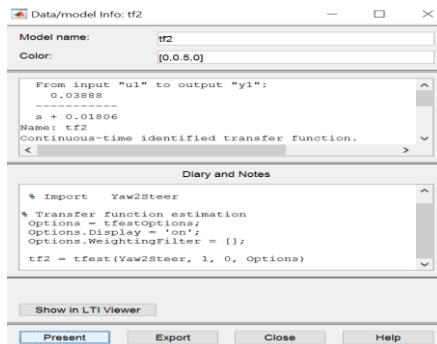 Data/model Info: tf2
Model name:
tf2
Color:
[0,0.5,0]
From input "u1" to output "y1":
0.03888
-----------
s + 0.01806
Name: tf2
Continuous-time identified transfer function.
Diary and Notes
% Import Yaw2Steer
% Transfer function estimation
Options = tfestOptions;
Options.Display = 'on';
Options.WeightingFilter = [];
tf2 = tfest(Yaw2Steer, 1, 0, Options)
Show in LTI Viewer
Present Export Close Help